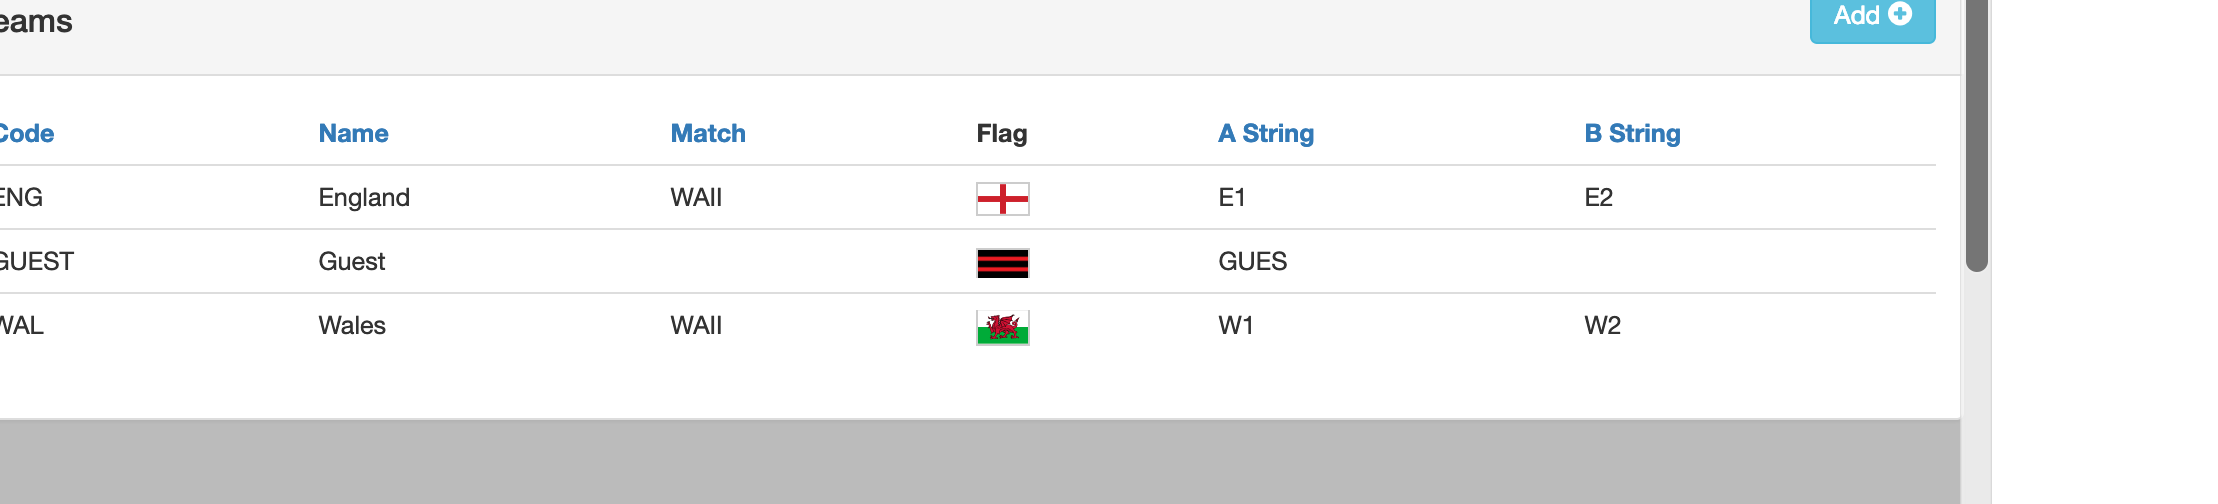 eams
Add
Code Name Match Flag A String B String
ENG England WAII E1 E2
GUEST Guest GUES
WAL Wales WAII W1 W2